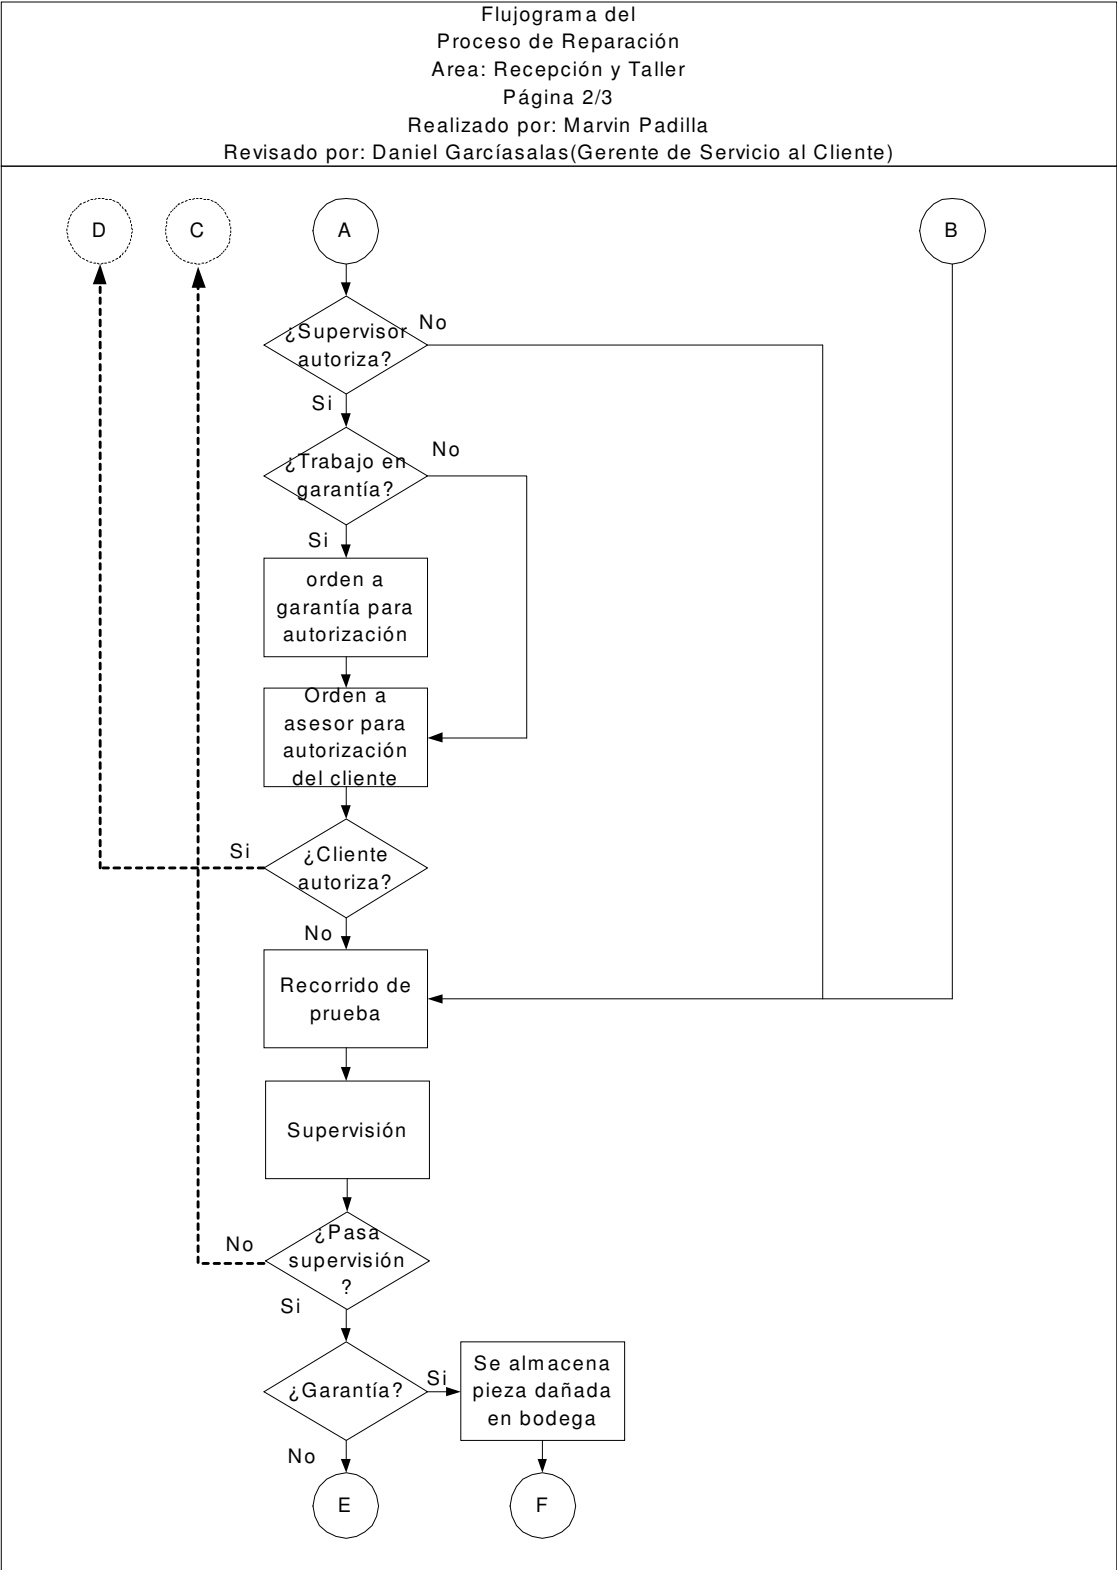 Flujograma del
Proceso de Reparación
Area: Recepción y Taller
Página 2/3
Realizado por: Marvin Padilla
Revisado por: Daniel Garcíasalas(Gerente de Servicio al Cliente)
D
C
A
B
¿Supervisor
autoriza?
No
Si
¿Trabajo en
garantía?
No
Si
orden a
garantía para
autorización
Orden a
asesor para
autorización
del cliente
Si
¿Cliente
autoriza?
No
Recorrido de
prueba
Supervisión
No
¿Pasa
supervisión
?
Si
¿Garantía?
Si
Se almacena
pieza dañada
en bodega
No
E
F